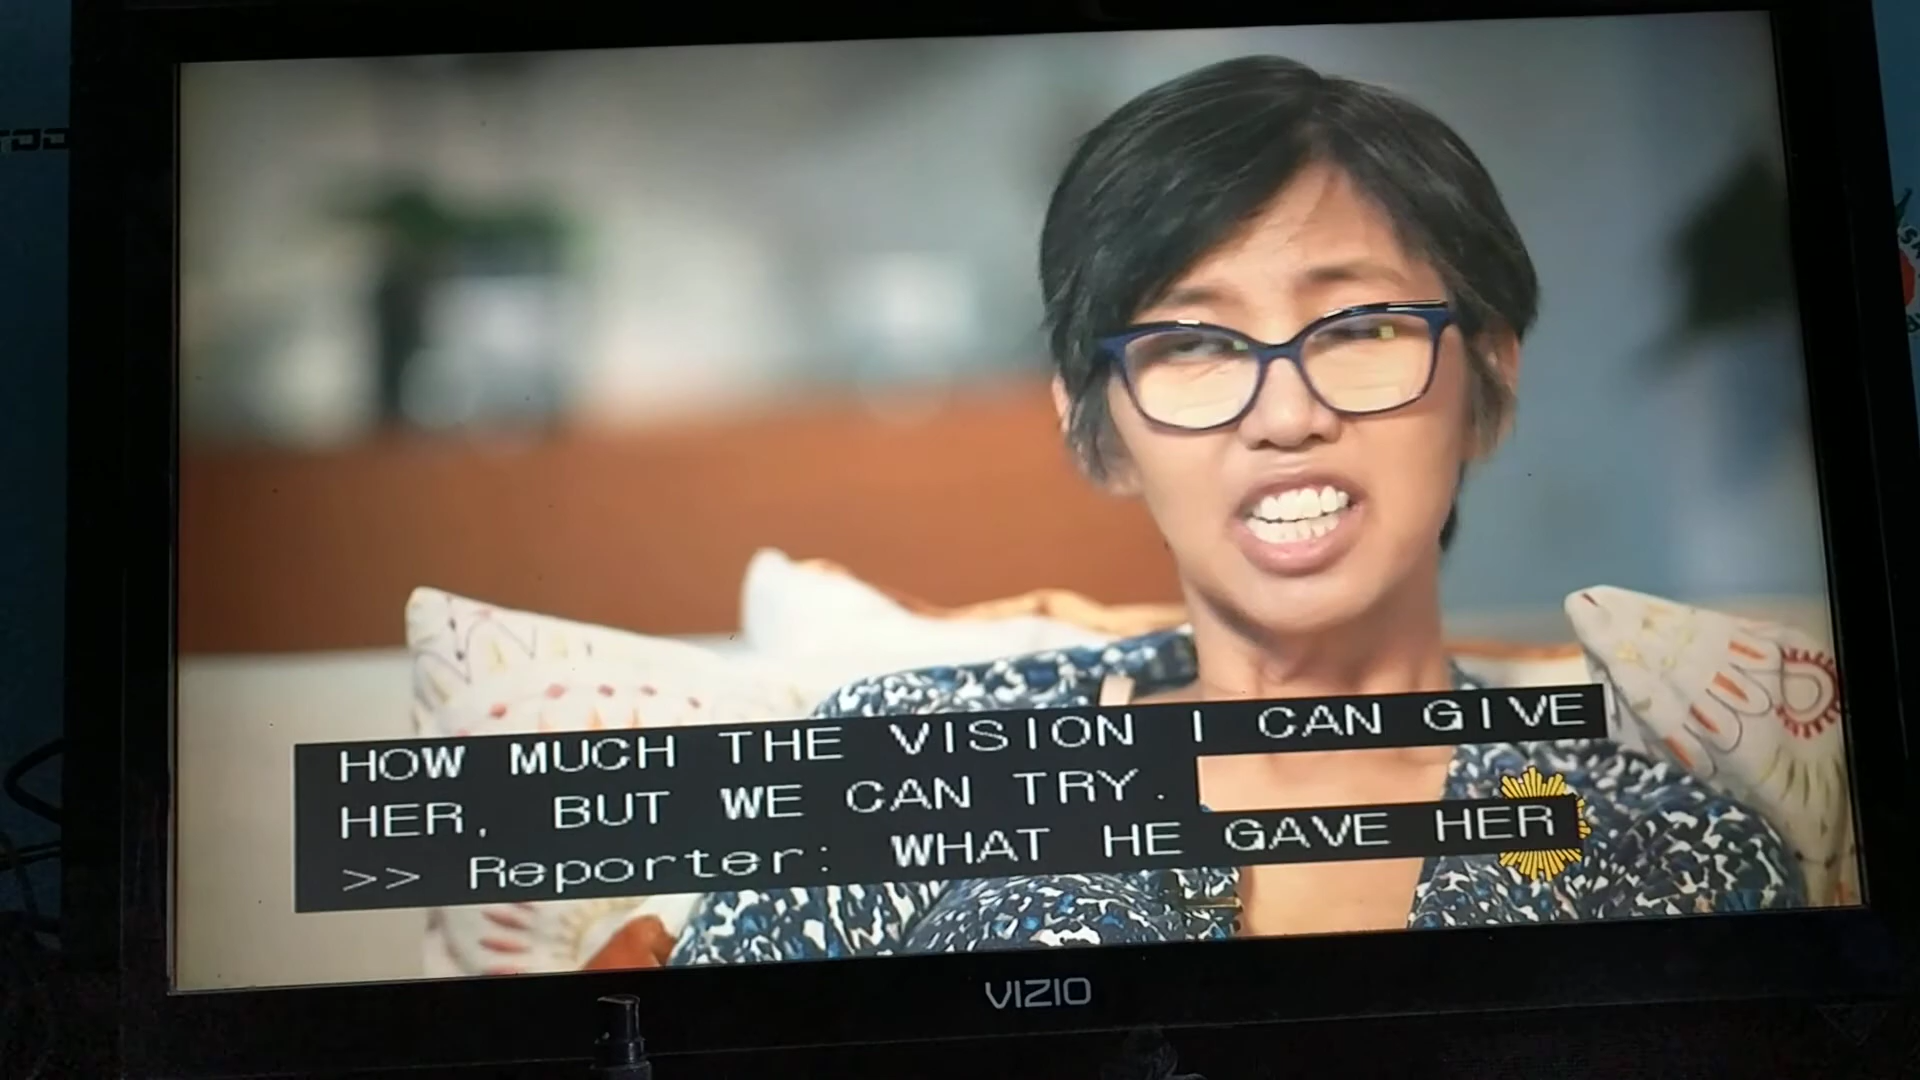 HOW MUCH THE VISION I CAN GIVE
HER, BUT WE CAN TRY.
>> Reporter: WHAT HE GAVE HER
VIZIO